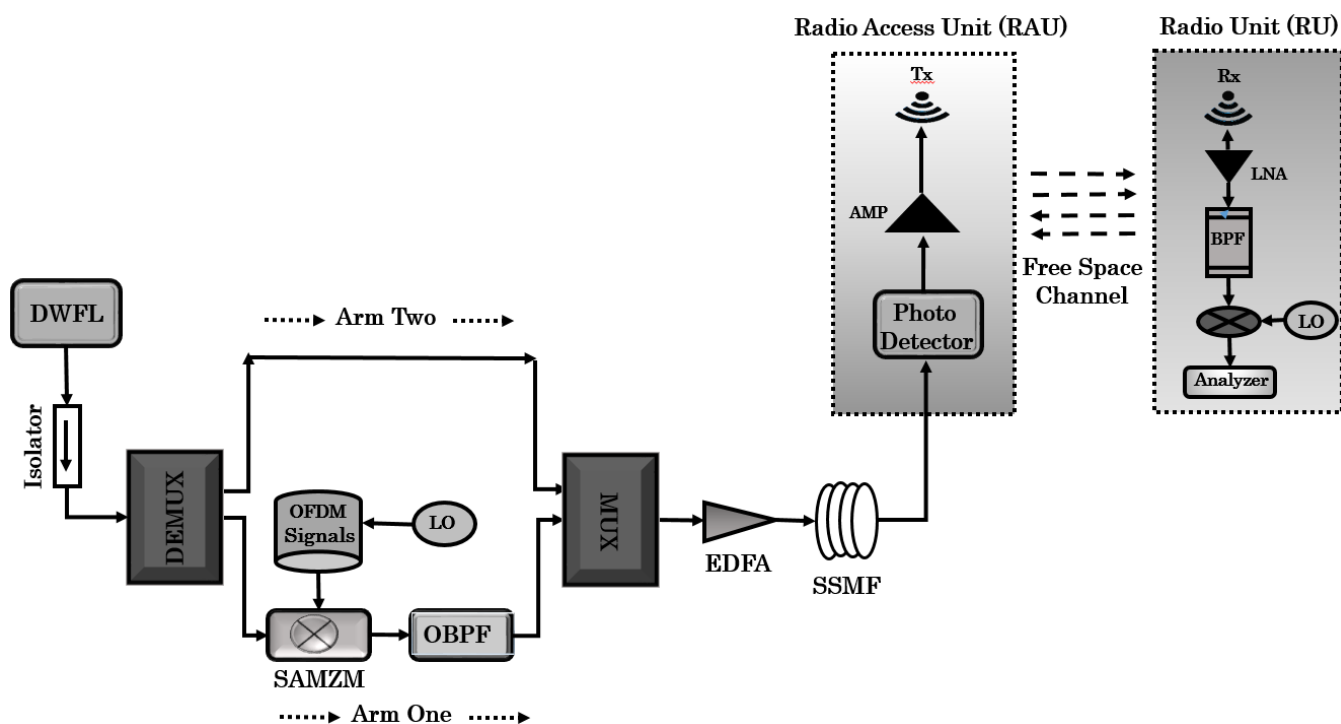 Radio Access Unit (RAU)
Radio Unit (RU)
Tx
Rx
LNA
AMP
BPF
Free Space
Channel
Photo
Detector
LO
Analyzer
DWFL
Arm Two
Isolator
DEMUX
OFDM
Signals
LO
MUX
EDFA
SSMF
OBPF
SAMZM
Arm One